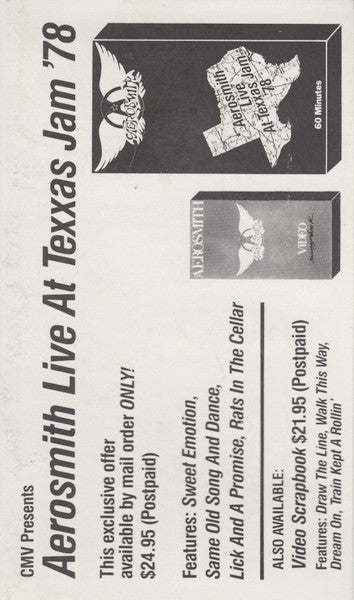 CMV Presents
Aerosmith Live At Texxas Jam '78
This exclusive offer
available by mail order ONLY!
$24.95 (Postpaid)
Features: Sweet Emotion,
Same Old Song And Dance,
Lick And A Promise, Rats In The Cellar
ALSO AVAILABLE:
Video Scrapbook $21.95 (Postpaid)
Features: Draw The Line, Walk This Way,
Dream On, Train Kept A Rollin'
Aerosmith
Aerosmith
Live
At Texxas Jam
'78
60 Minutes
AEROSMITH
VIDEO
Scrapbook